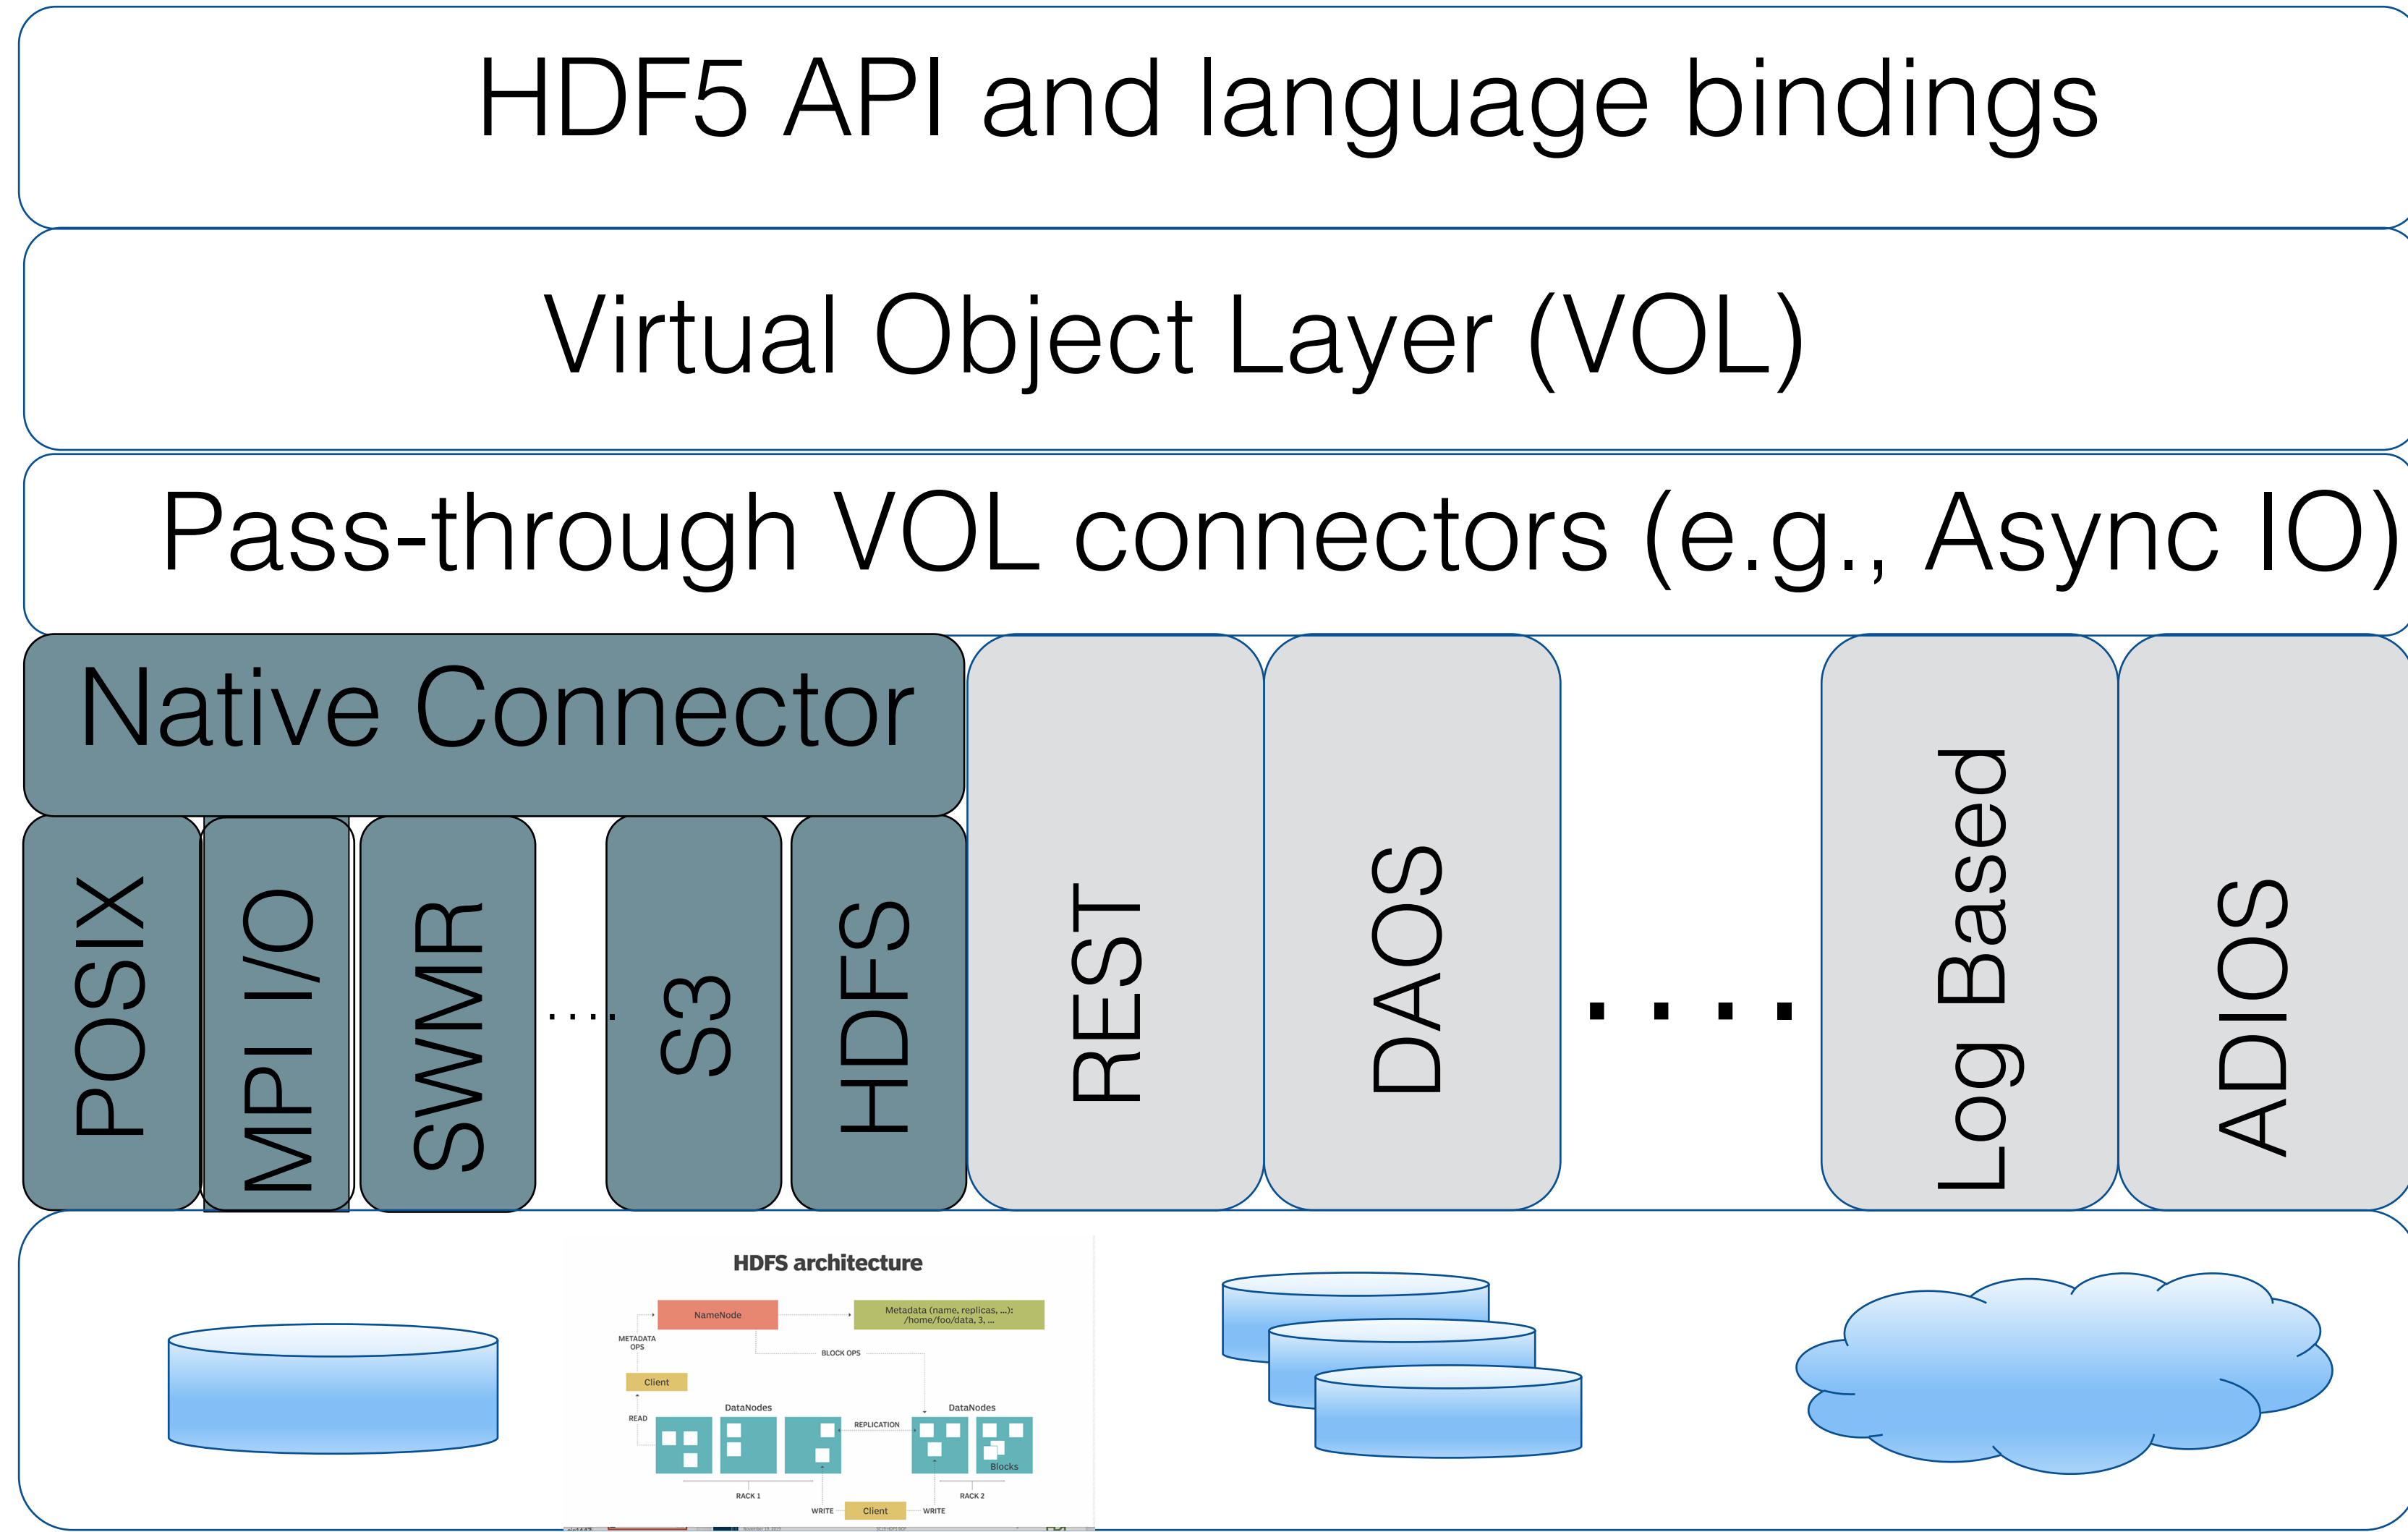 HDF5 API and language bindings
Virtual Object Layer (VOL)
Pass-through VOL connectors (e.g., Async IO)
Native Connector
POSIX
MPI I/O
SWMR
....
S3
HDFS
REST
DAOS
....
Log Based
ADIOS
HDFS architecture
NameNode
Metadata (name, replicas, ...):
/home/foo/data, 3, ...
METADATA
OPS
BLOCK OPS
Client
READ
DataNodes
REPLICATION
DataNodes
Blocks
RACK 1
RACK 2
WRITE
Client
WRITE